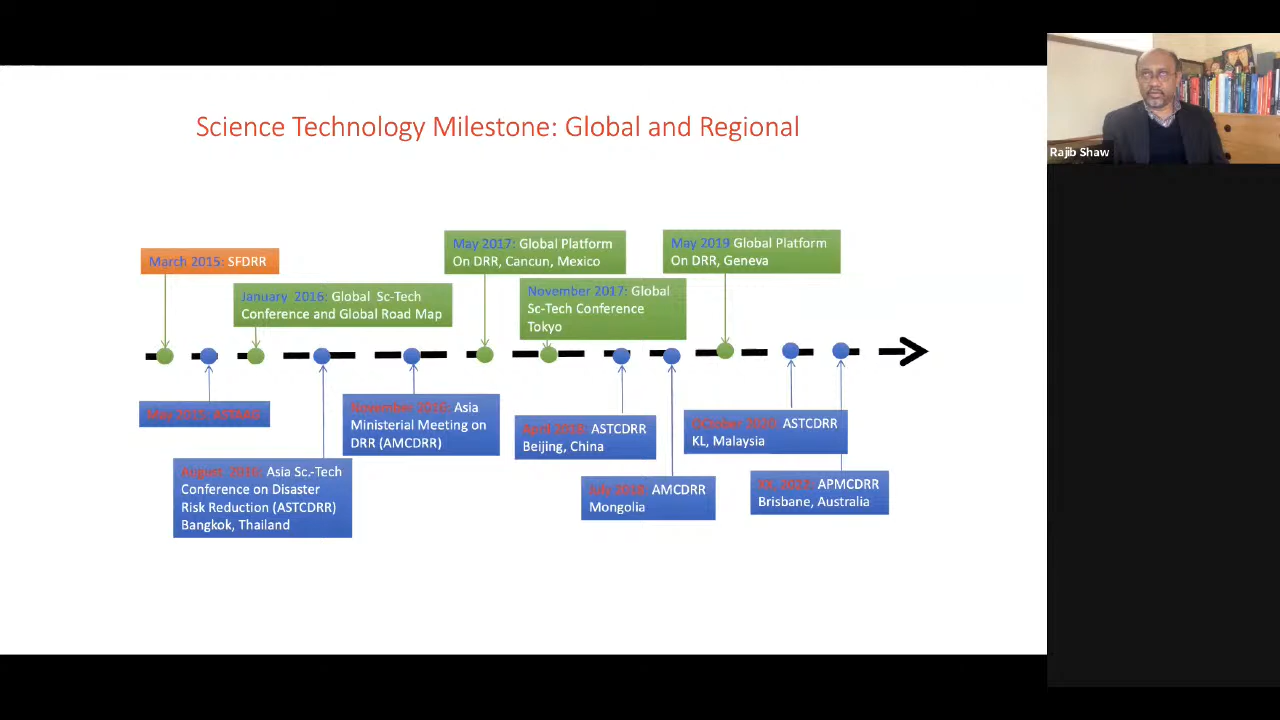 Science Technology Milestone: Global and Regional
Rajib Shaw
March 2015: SFDRR
January 2016: Global Sc-Tech
Conference and Global Road Map
May 2017: Global Platform
On DRR, Cancun, Mexico
November 2017: Global
Sc-Tech Conference
Tokyo
May 2019 Global Platform
On DRR, Geneva
May 2015,
August 2016: Asia Sc.-Tech
Conference on Disaster
Risk Reduction (ASTCDRR)
Bangkok, Thailand
November 2016: Asia
Ministerial Meeting on
DRR (AMCDRR)
April 2018: ASTCDRR
Beijing, China
July 2018: AMCDRR
Mongolia
OCtober 2020: ASTCDRR
KL, Malaysia
APMCDRR
Brisbane, Australia